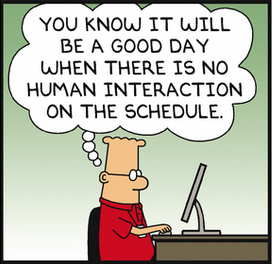 YOU KNOW IT WILL
BE A GOOD DAY
WHEN THERE IS NO
HUMAN INTERACTION
ON THE SCHEDULE.